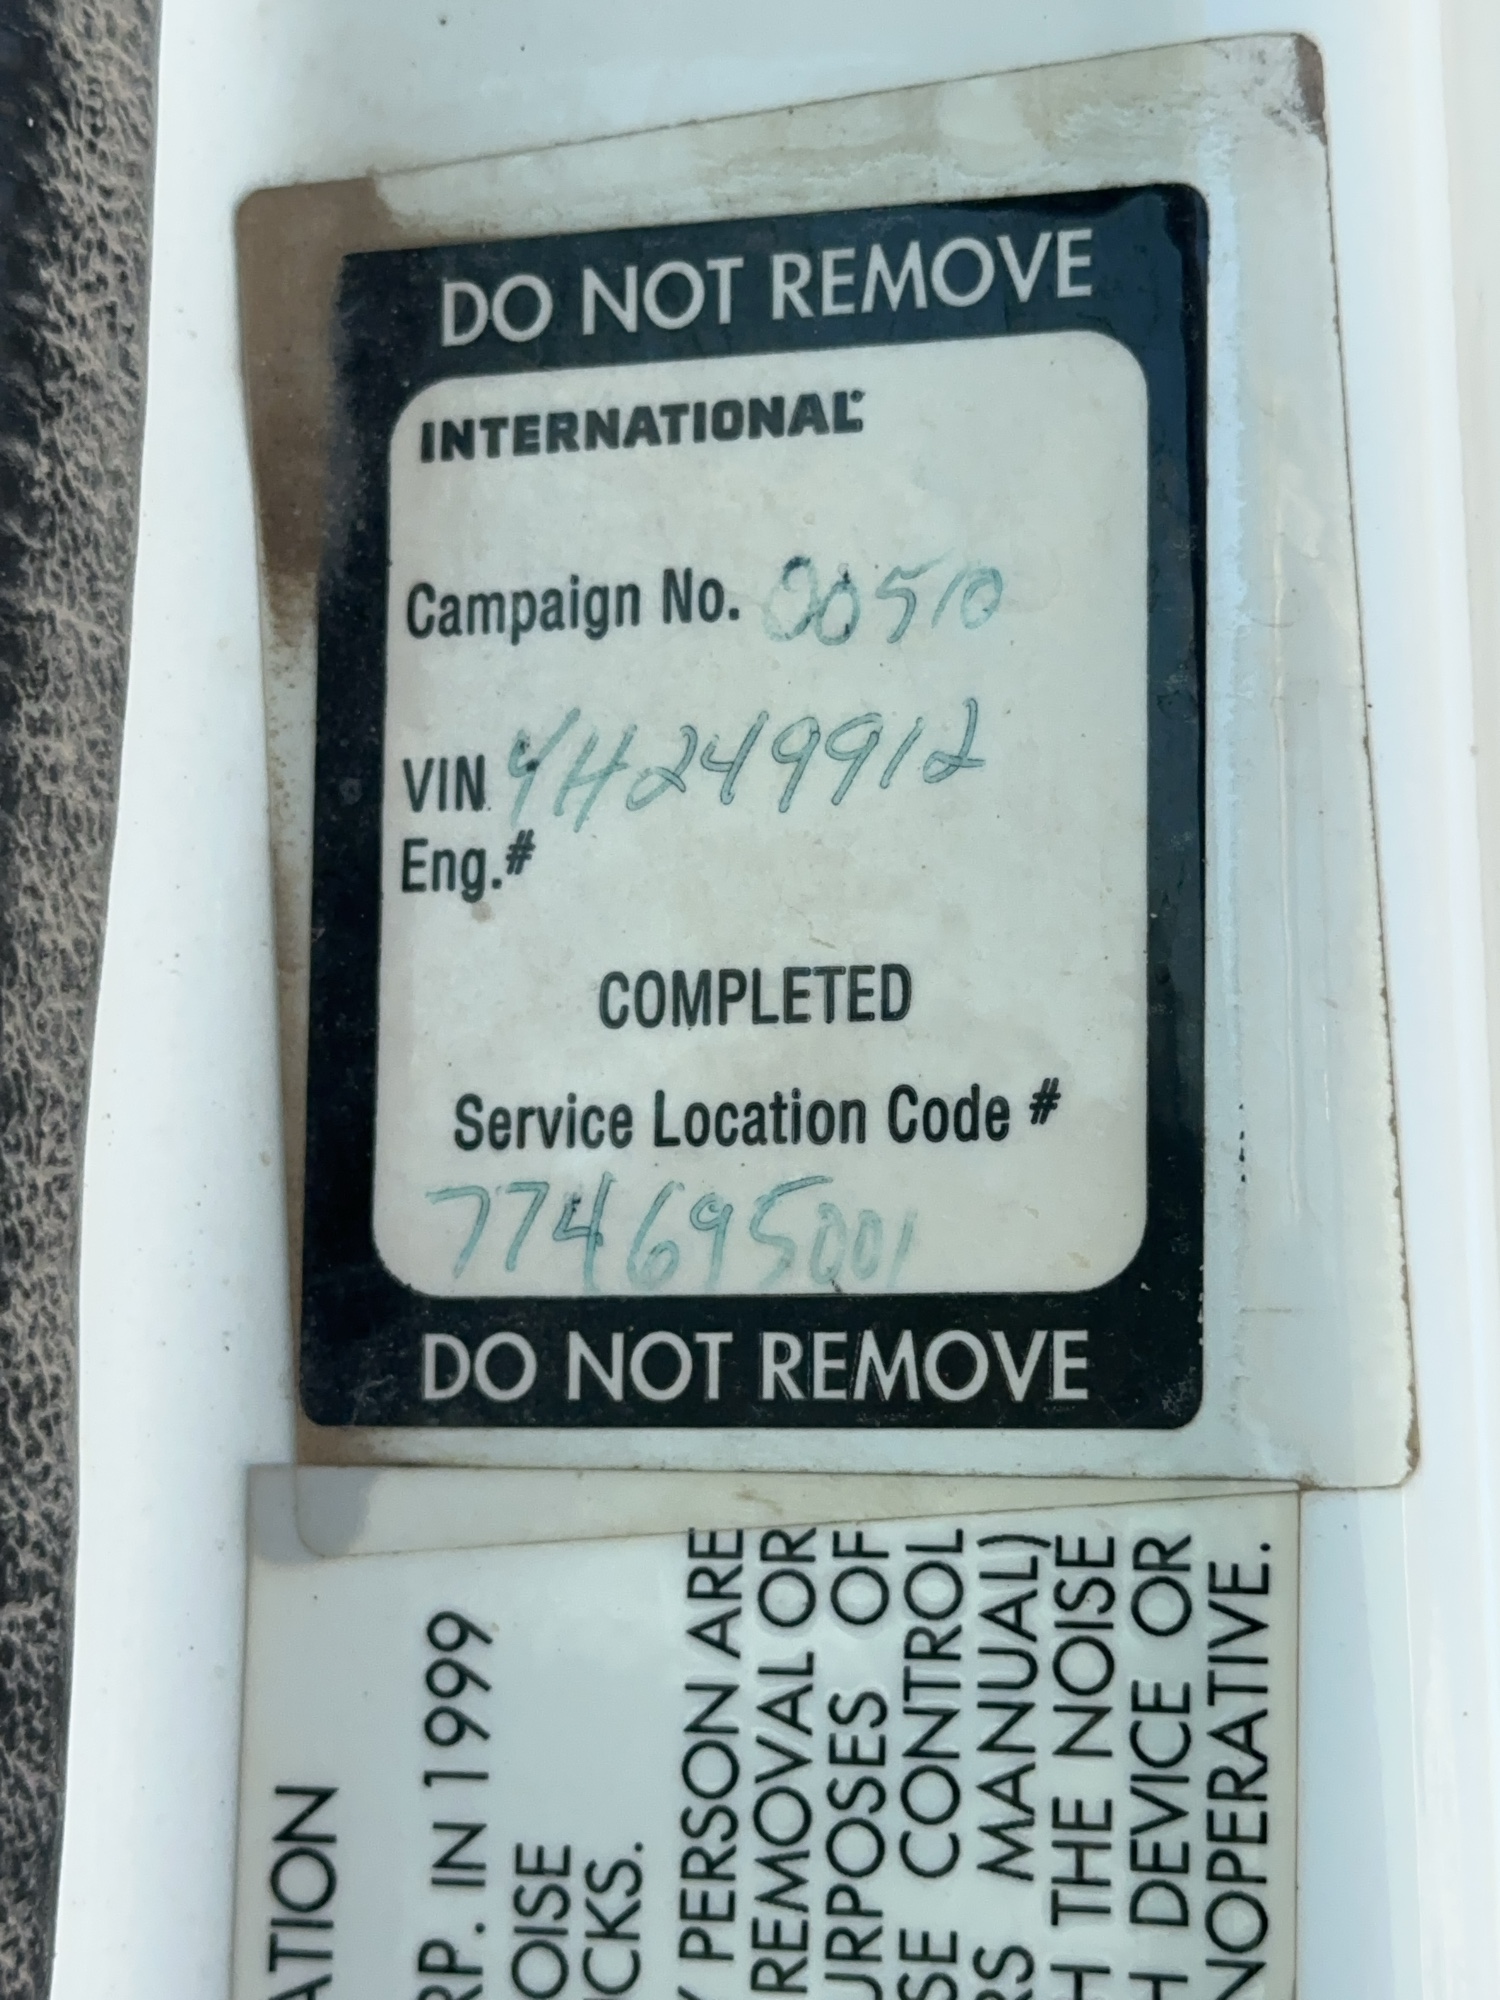 DO NOT REMOVE
INTERNATIONAL
Campaign No. 00510
VIN YH249912
Eng.#
COMPLETED
Service Location Code #
774695001
DO NOT REMOVE
ATION
RP. IN 1999
OISE
CKS.
PERSON ARE
REMOVAL OR
URPOSES OF
SE CONTROL
RS MANUAL)
H THE NOISE
H DEVICE OR
NOPERATIVE.